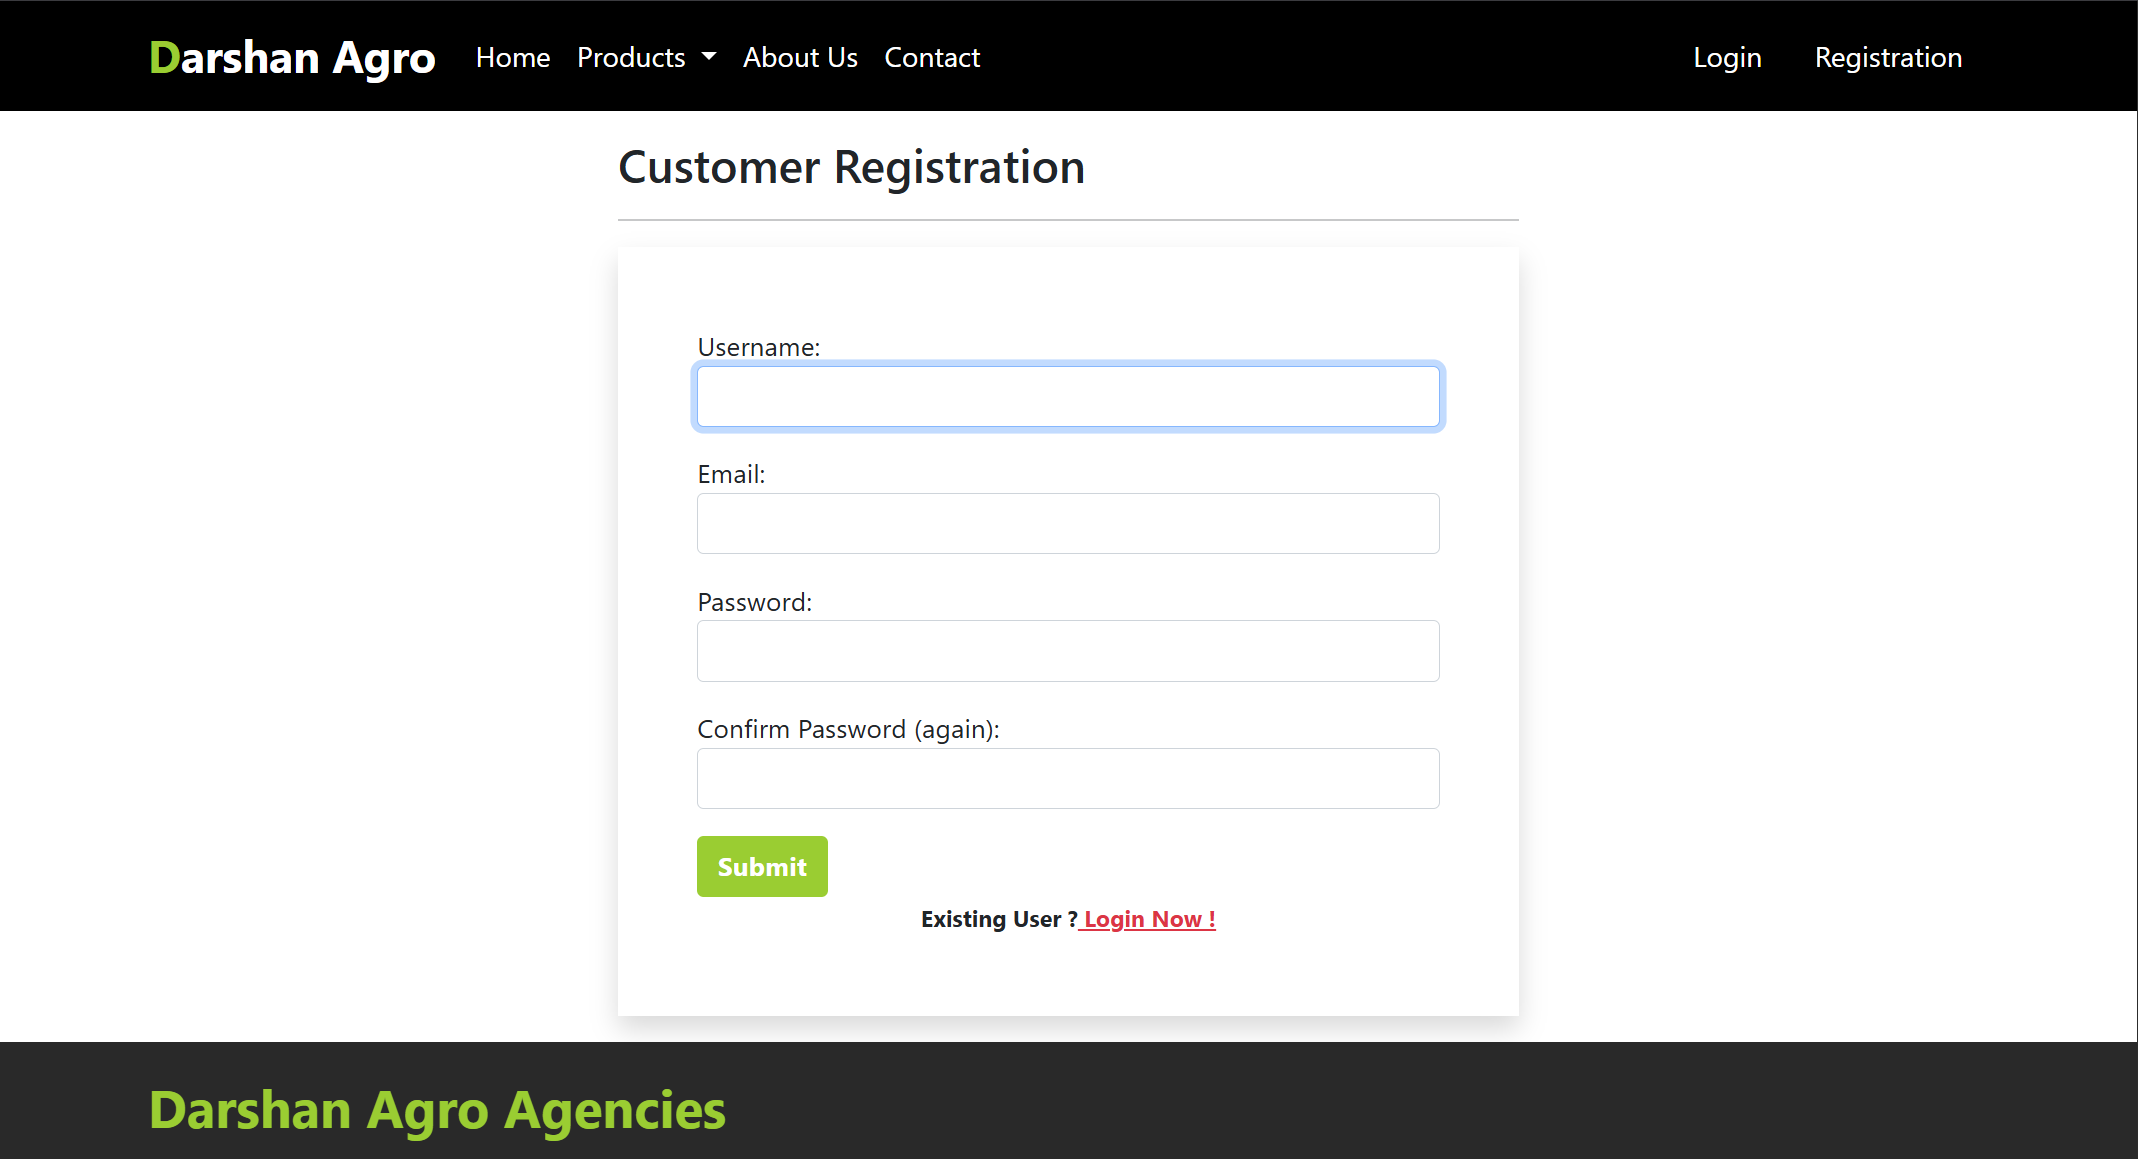 Darshan Agro Home Products About Us Contact Login Registration
Customer Registration
Username:
Email:
Password:
Confirm Password (again):
Submit
Existing User ? Login Now !
Darshan Agro Agencies